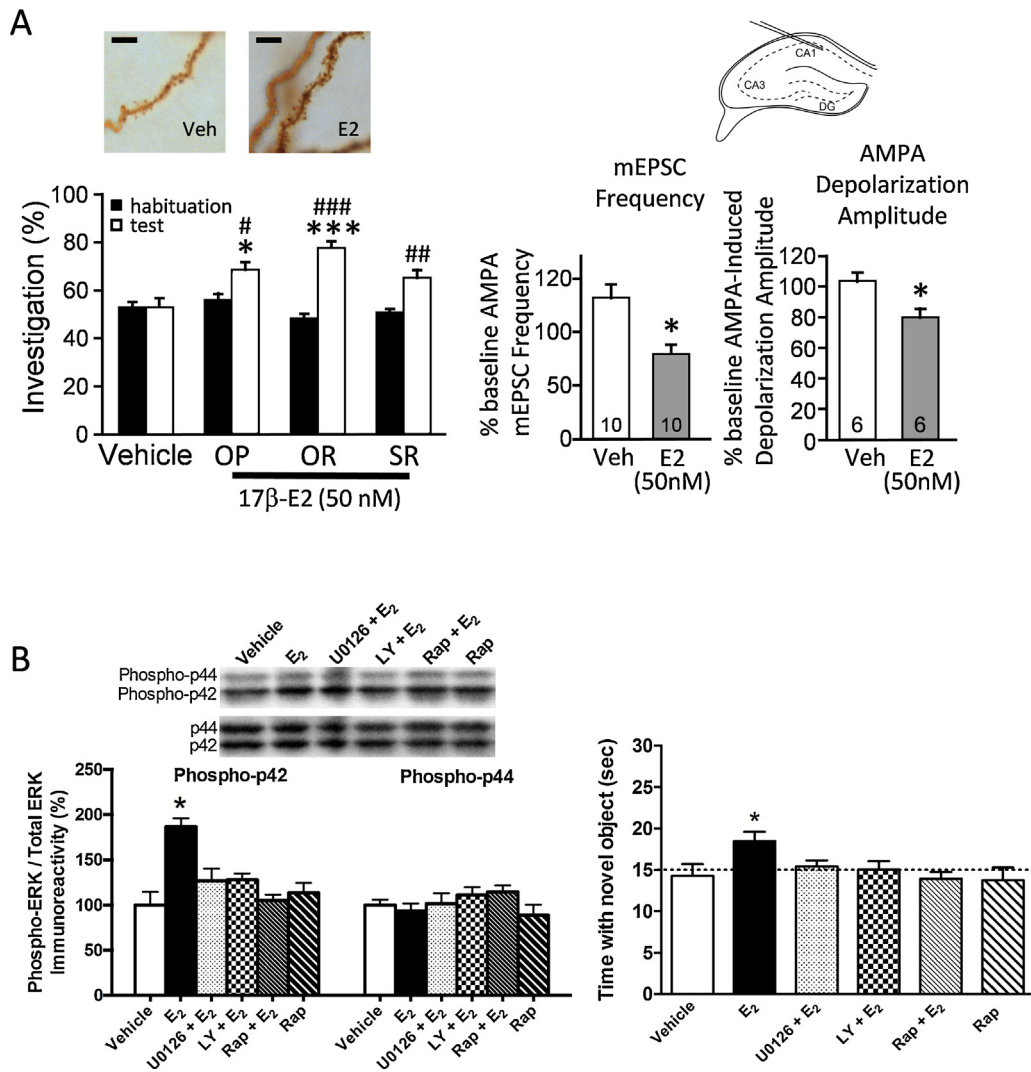 A
Veh
E2
CA1
CA3
DG
Investigation (%)
100
80
60
40
20
0
habituation
test
#
*
###
***
##
Vehicle
OP
OR
SR
17β-E2 (50 nM)
mEPSC
Frequency
% baseline AMPA
mEPSC Frequency
120
100
50
0
*
10
10
Veh
E2
(50nM)
AMPA
Depolarization
Amplitude
% baseline AMPA-Induced
Depolarization Amplitude
120
100
80
60
40
20
0
*
6
6
Veh
E2
(50nM)
B
Vehicle
E2
U0126 + E2
LY + E2
Rap + E2
Rap
Phospho-p44
Phospho-p42
p44
p42
Phospho-ERK / Total ERK
Immunoreactivity (%)
250
200
150
100
50
0
Phospho-p42
Phospho-p44
*
Vehicle
E2
U0126 + E2
LY + E2
Rap + E2
Rap
Vehicle
E2
U0126 + E2
LY + E2
Rap + E2
Rap
Time with novel object (sec)
30
25
20
15
10
5
0
*
Vehicle
E2
U0126 + E2
LY + E2
Rap + E2
Rap